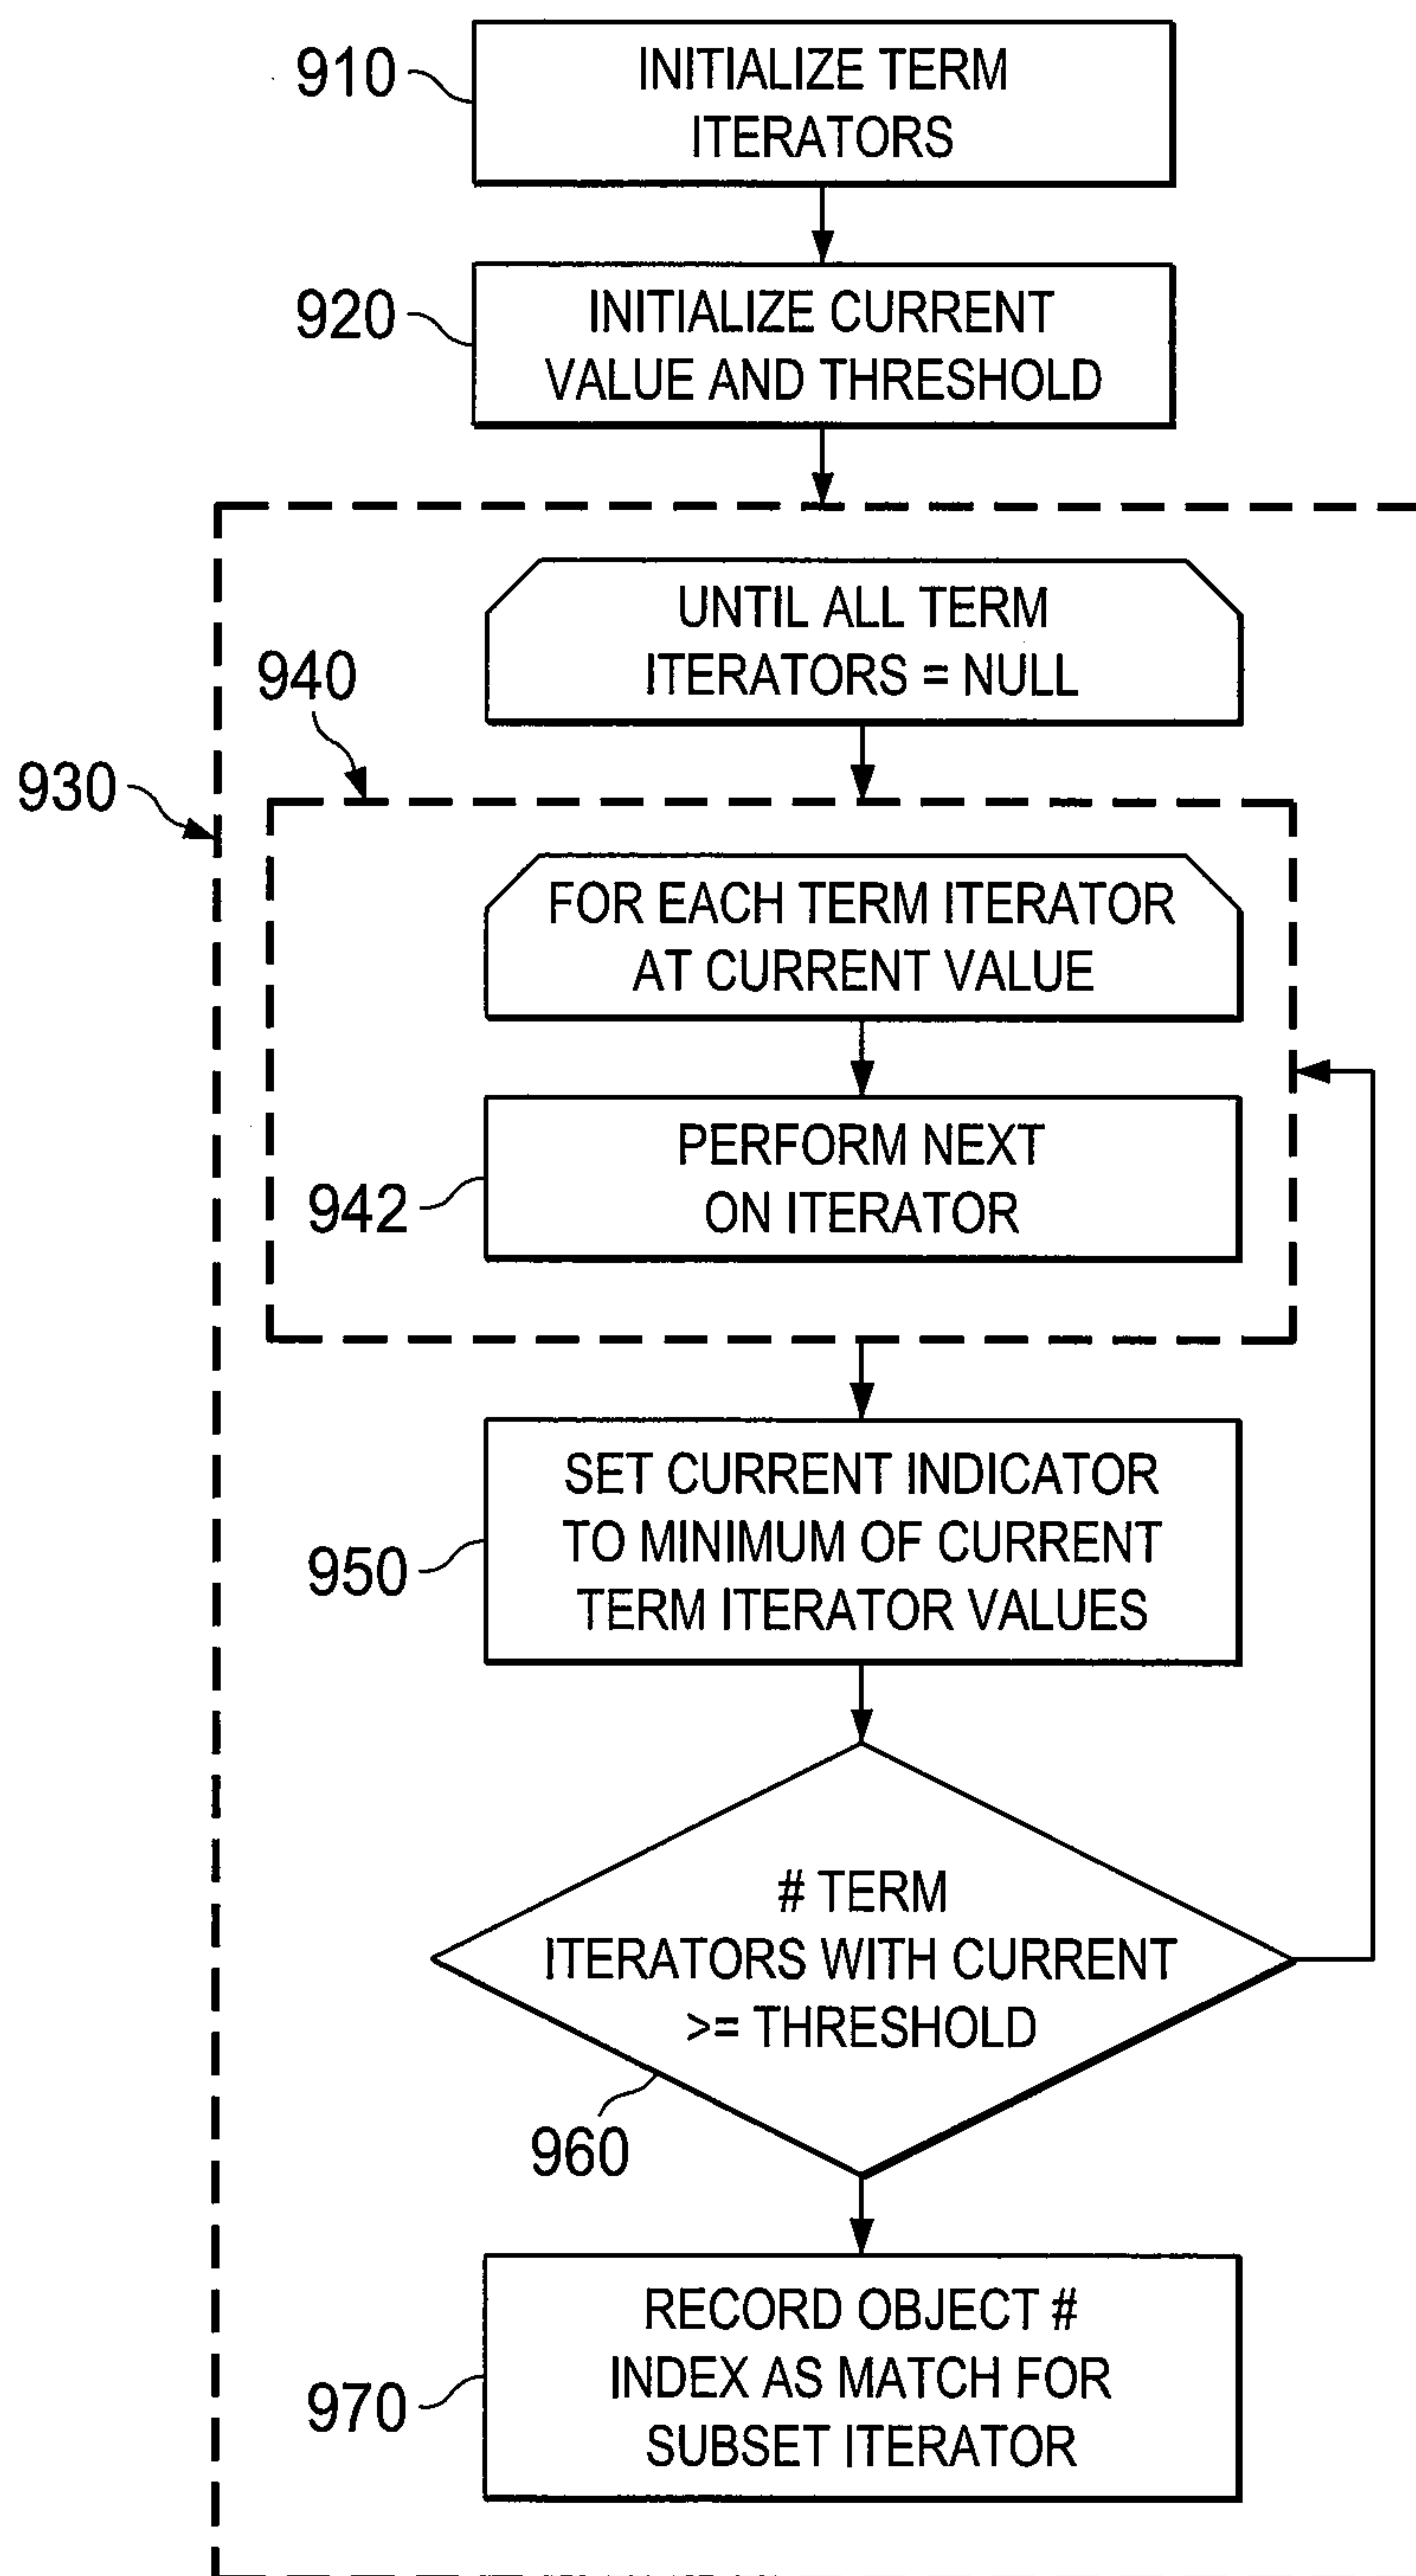 910
INITIALIZE TERM
ITERATORS
920
INITIALIZE CURRENT
VALUE AND THRESHOLD
930
UNTIL ALL TERM
ITERATORS = NULL
940
FOR EACH TERM ITERATOR
AT CURRENT VALUE
942
PERFORM NEXT
ON ITERATOR
950
SET CURRENT INDICATOR
TO MINIMUM OF CURRENT
TERM ITERATOR VALUES
# TERM
ITERATORS WITH CURRENT
>= THRESHOLD
960
970
RECORD OBJECT #
INDEX AS MATCH FOR
SUBSET ITERATOR